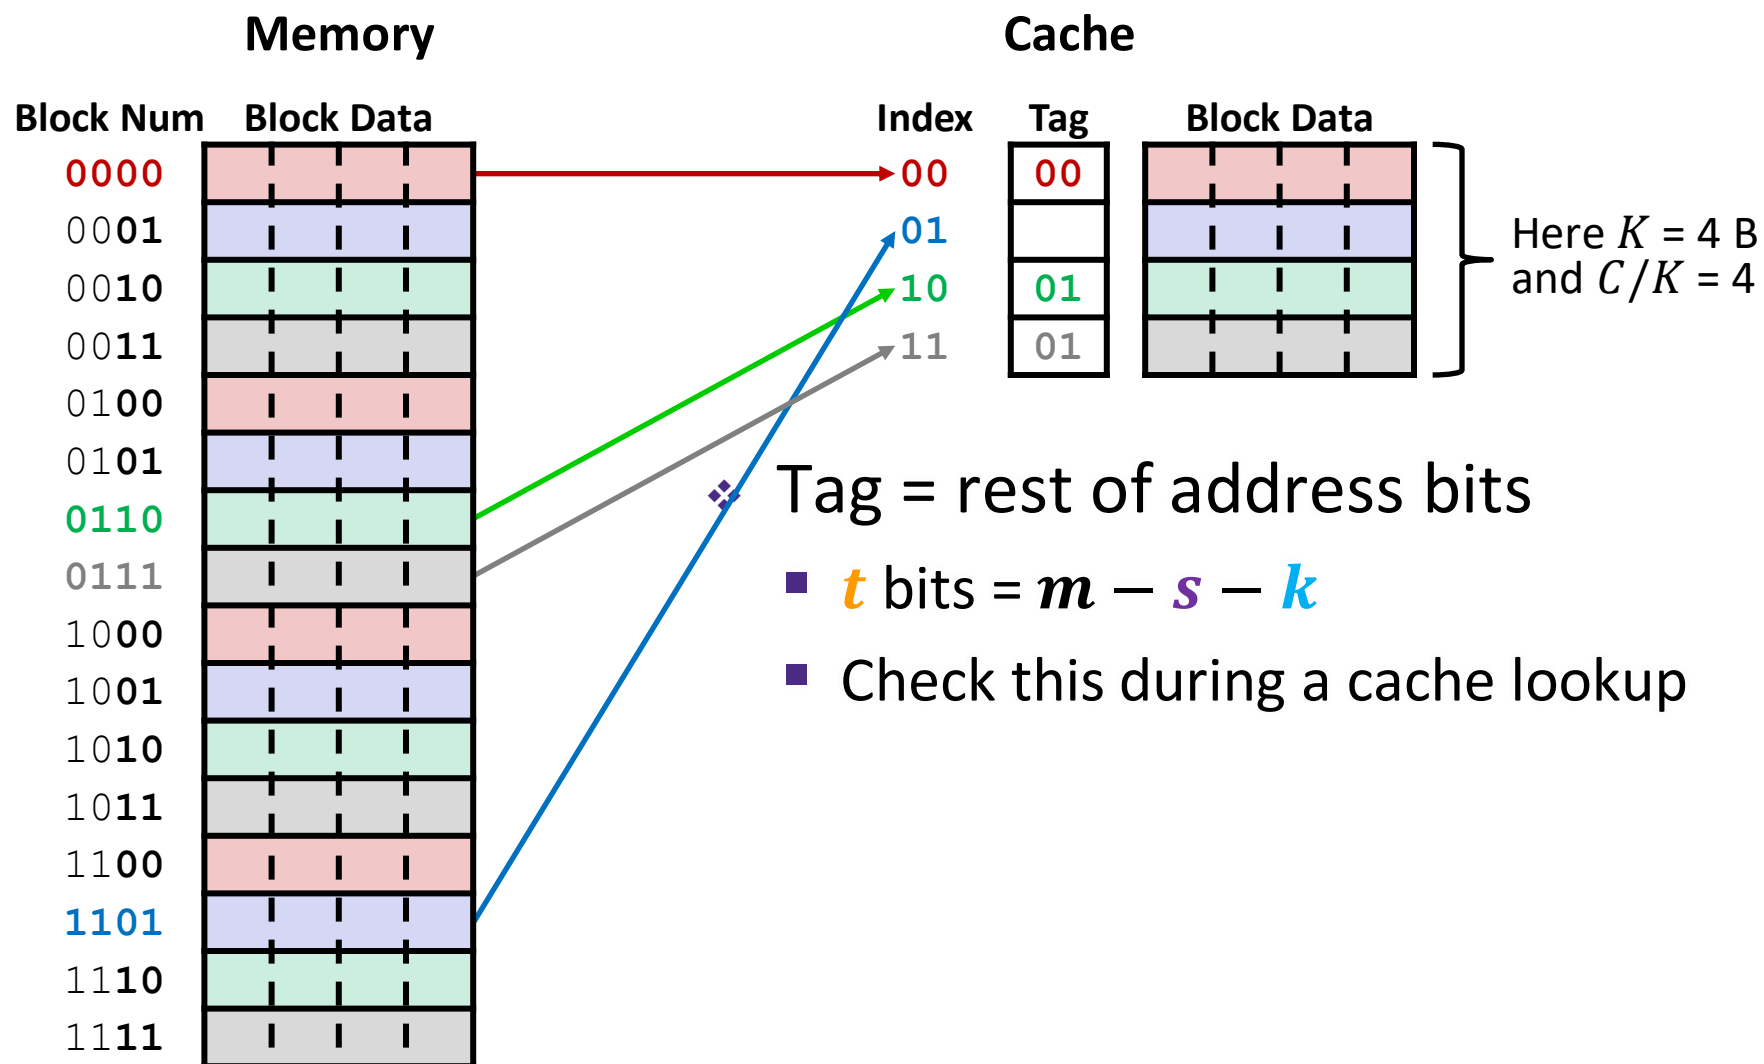 Memory
Cache
Block Num Block Data
Index Tag Block Data
0000
0001
0010
0011
0100
0101
0110
0111
1000
1001
1010
1011
1100
1101
1110
1111
00 00
01
10 01
11 01
Here K = 4 B
and C/K = 4
Tag = rest of address bits
t bits = m – s – k
Check this during a cache lookup